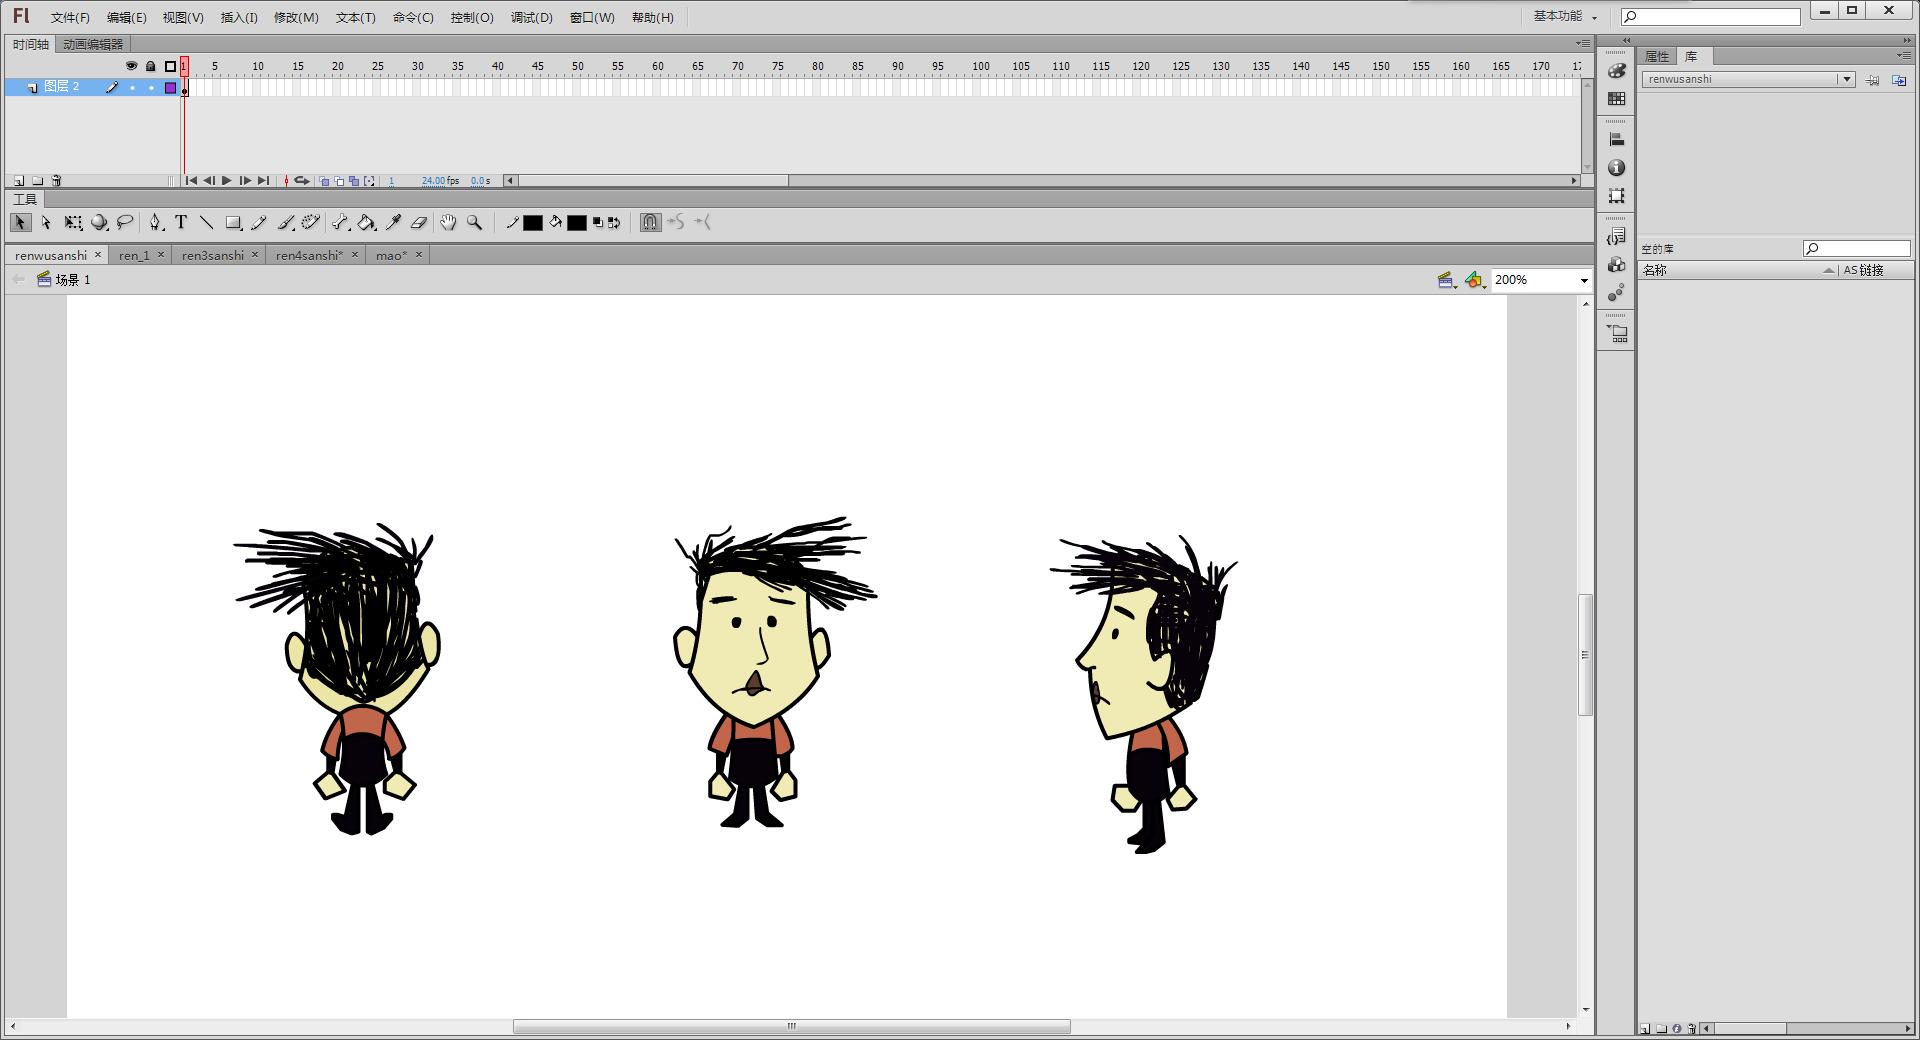 Fl 文件(F) 编辑(E) 视图(V) 插入(I) 修改(M) 文本(T) 命令(C) 控制(O) 调试(D) 窗口(W) 帮助(H) 基本功能
时间轴 动画编辑器
1 5 10 15 20 25 30 35 40 45 50 55 60 65 70 75 80 85 90 95 100 105 110 115 120 125 130 135 140 145 150 155 160 165 170
图层 2
1 24.00 fps 0.0 s
工具
renwusanshi × ren_1 × ren3sanshi × ren4sanshi* × mao* ×
场景 1 200%
属性 库
renwusanshi
空的库
名称 AS 链接